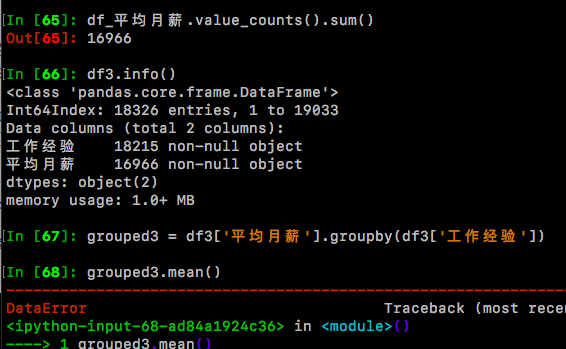 In [65]: df_平均月薪.value_counts().sum()
Out[65]: 16966
In [66]: df3.info()
<class 'pandas.core.frame.DataFrame'>
Int64Index: 18326 entries, 1 to 19033
Data columns (total 2 columns):
工作经验 18215 non-null object
平均月薪 16966 non-null object
dtypes: object(2)
memory usage: 1.0+ MB
In [67]: grouped3 = df3['平均月薪'].groupby(df3['工作经验'])
In [68]: grouped3.mean()
DataError Traceback (most recen
<ipython-input-68-ad84a1924c36> in <module>()
----> 1 grouped3.mean()